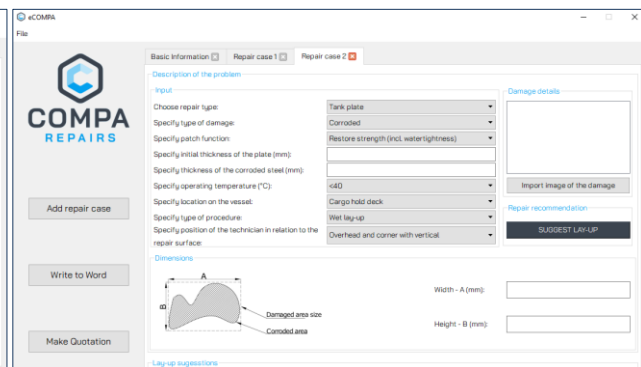 eCOMPA
File
COMPA
REPAIRS
Add repair case
Write to Word
Make Quotation
Basic Information
Repair case 1
Repair case 2
Description of the problem
Input
Choose repair type: Tank plate
Specify type of damage: Corroded
Specify patch function: Restore strength (incl. watertightness)
Specify initial thickness of the plate (mm):
Specify thickness of the corroded steel (mm):
Specify operating temperature (°C): <40
Specify location on the vessel: Cargo hold deck
Specify type of procedure: Wet lay-up
Specify position of the technician in relation to the
repair surface: Overhead and corner with vertical
Damage details
Import image of the damage
Repair recommendation
SUGGEST LAY-UP
Dimensions
A
B
Damaged area size
Corroded area
Width - A (mm):
Height - B (mm):
Lay-up sugesstions